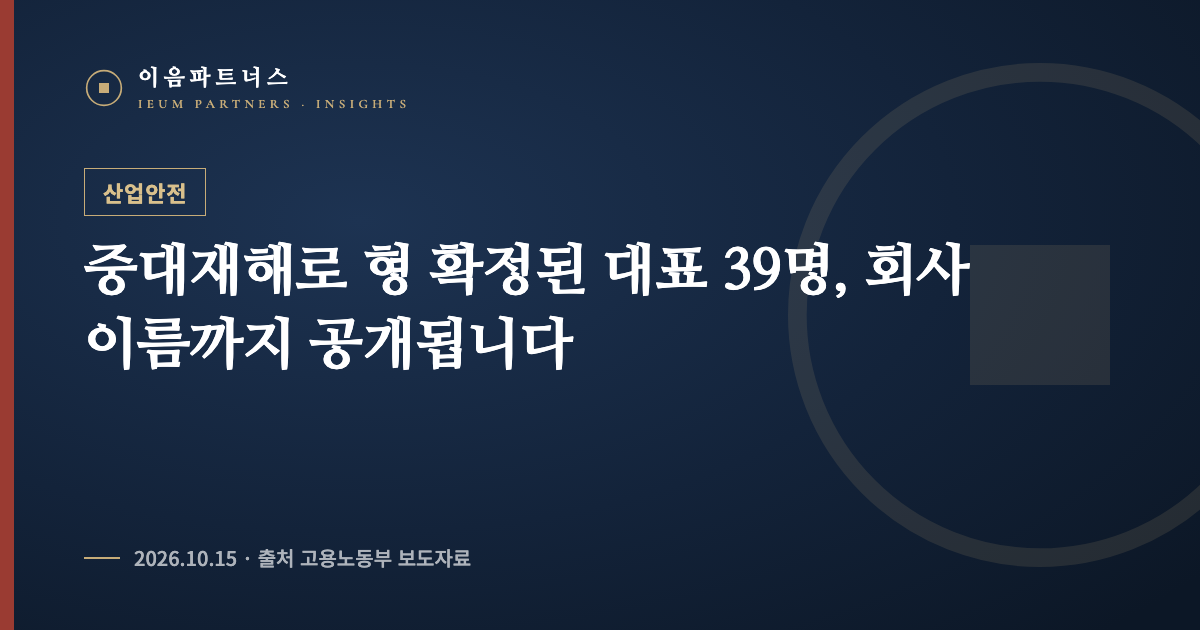 이음파트너스
IEUM PARTNERS · INSIGHTS
산업안전
중대재해로 형 확정된 대표 39명, 회사
이름까지 공개됩니다
2026.10.15 · 출처 고용노동부 보도자료